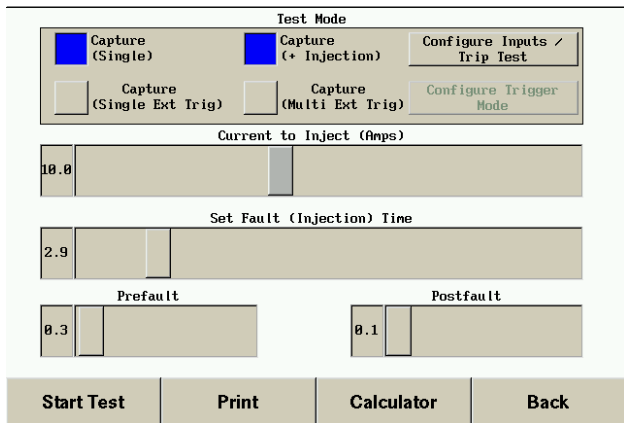 Test Mode
Capture
(Single)
Capture
(+ Injection)
Configure Inputs /
Trip Test
Capture
(Single Ext Trig)
Capture
(Multi Ext Trig)
Configure Trigger
Mode
Current to Inject (Amps)
10.0
Set Fault (Injection) Time
2.9
Prefault
Postfault
0.3
0.1
Start Test
Print
Calculator
Back